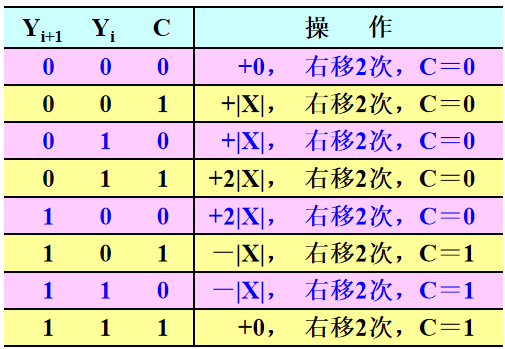 Yi+1 Yi C 操 作
0 0 0 +0, 右移2次，C＝0
0 0 1 +|X|, 右移2次，C＝0
0 1 0 +|X|, 右移2次，C＝0
0 1 1 +2|X|, 右移2次，C＝0
1 0 0 +2|X|, 右移2次，C＝0
1 0 1 －|X|, 右移2次，C＝1
1 1 0 －|X|, 右移2次，C＝1
1 1 1 +0, 右移2次，C＝1